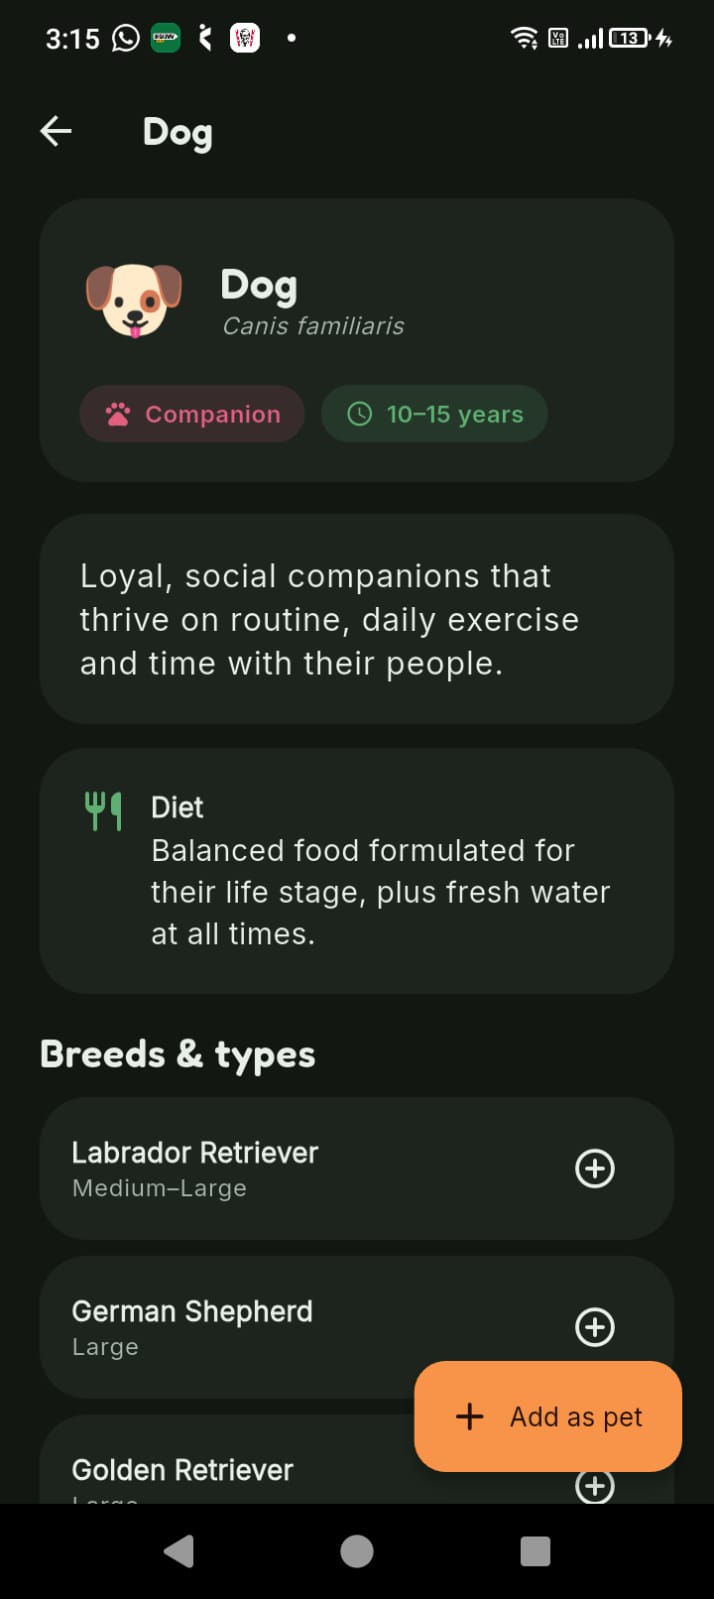 3:15
13
Dog
Dog
Canis familiaris
Companion
10–15 years
Loyal, social companions that
thrive on routine, daily exercise
and time with their people.
Diet
Balanced food formulated for
their life stage, plus fresh water
at all times.
Breeds & types
Labrador Retriever
Medium–Large
German Shepherd
Large
Add as pet
Golden Retriever
Large